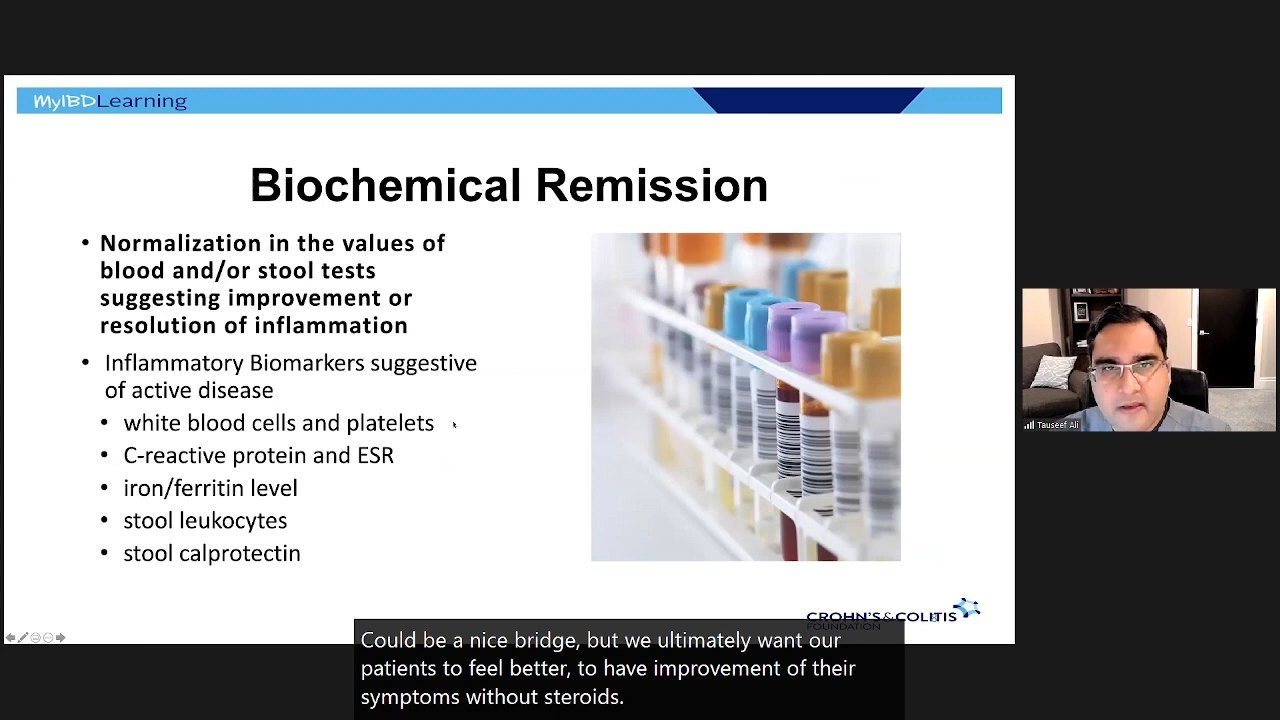 MyIBDLearning
Biochemical Remission
• Normalization in the values of
blood and/or stool tests
suggesting improvement or
resolution of inflammation
• Inflammatory Biomarkers suggestive
of active disease
• white blood cells and platelets
• C-reactive protein and ESR
• iron/ferritin level
• stool leukocytes
• stool calprotectin
CROHN'S & COLITIS
FOUNDATION
Tauseef Ali
Could be a nice bridge, but we ultimately want our
patients to feel better, to have improvement of their
symptoms without steroids.